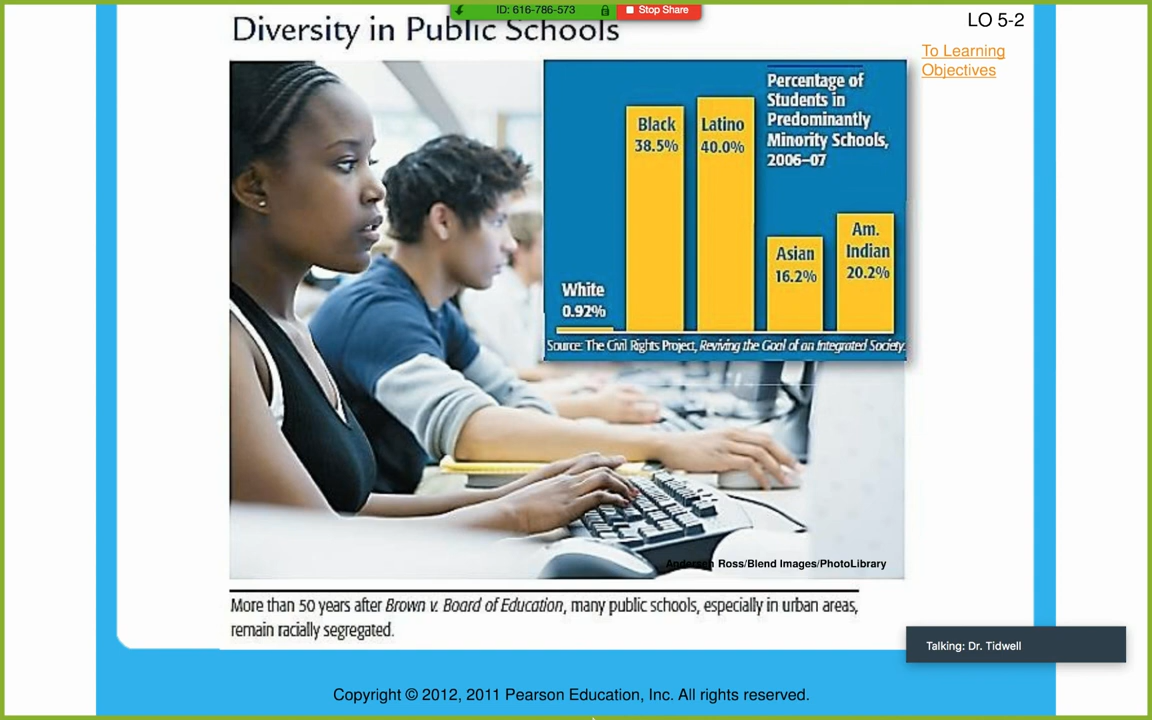 ID: 616-786-573
Stop Share
Diversity in Public Schools
LO 5-2
To Learning
Objectives
Percentage of
Students in
Predominantly
Minority Schools,
2006–07
White
0.92%
Black
38.5%
Latino
40.0%
Asian
16.2%
Am.
Indian
20.2%
Source: The Civil Rights Project, Reviving the Goal of an Integrated Society.
Ross/Blend Images/PhotoLibrary
More than 50 years after Brown v. Board of Education, many public schools, especially in urban areas,
remain racially segregated.
Talking: Dr. Tidwell
Copyright © 2012, 2011 Pearson Education, Inc. All rights reserved.